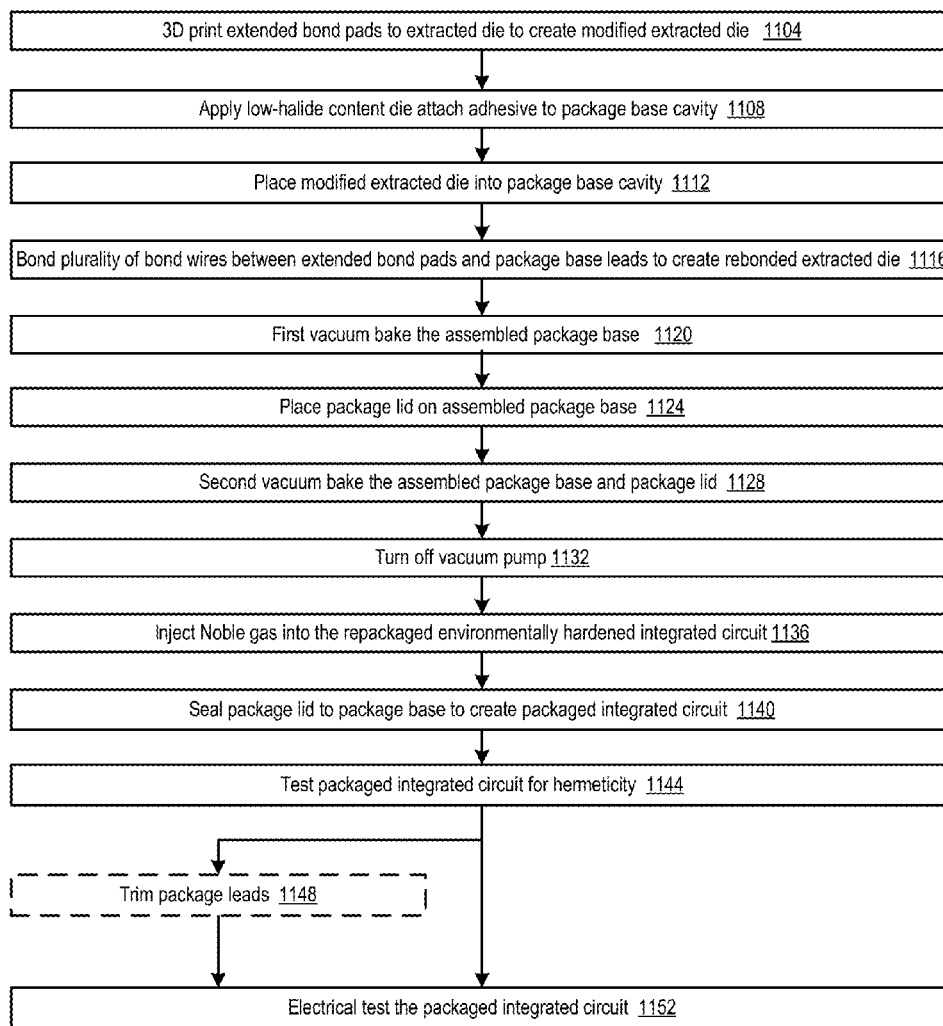 3D print extended bond pads to extracted die to create modified extracted die 1104
Apply low-halide content die attach adhesive to package base cavity 1108
Place modified extracted die into package base cavity 1112
Bond plurality of bond wires between extended bond pads and package base leads to create rebonded extracted die 1116
First vacuum bake the assembled package base 1120
Place package lid on assembled package base 1124
Second vacuum bake the assembled package base and package lid 1128
Turn off vacuum pump 1132
Inject Noble gas into the repackaged environmentally hardened integrated circuit 1136
Seal package lid to package base to create packaged integrated circuit 1140
Test packaged integrated circuit for hermeticity 1144
Trim package leads 1148
Electrical test the packaged integrated circuit 1152